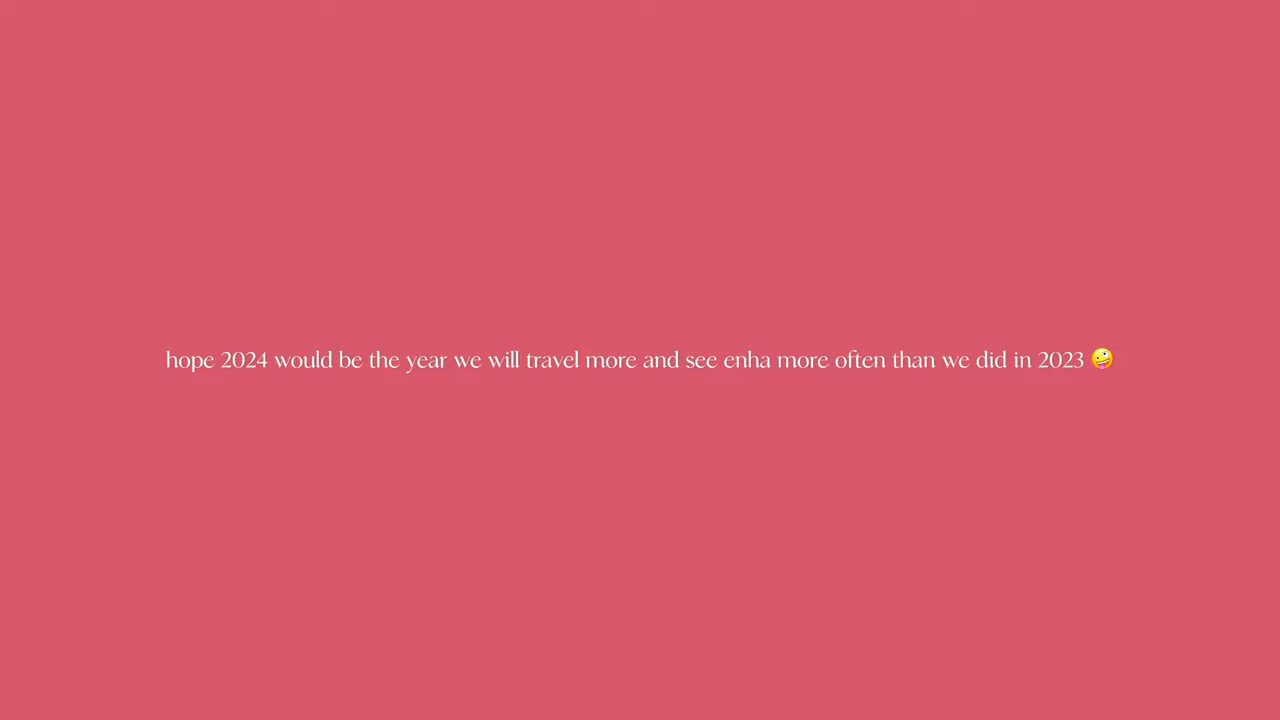 hope 2024 would be the year we will travel more and see enha more often than we did in 2023 🤪